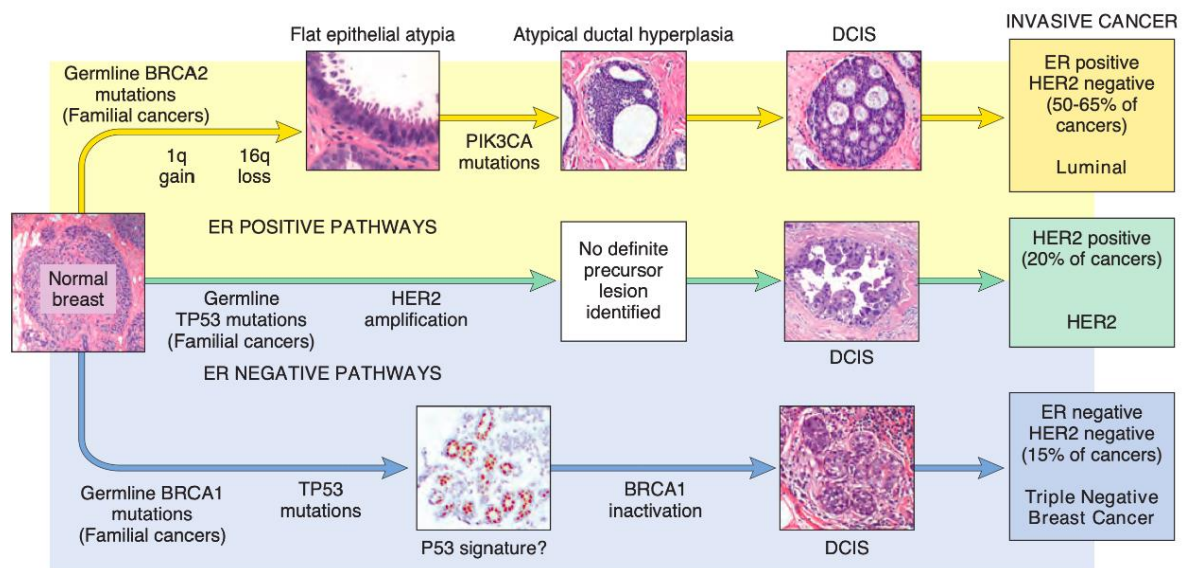 INVASIVE CANCER
Flat epithelial atypia
Atypical ductal hyperplasia
DCIS
Germline BRCA2
mutations
(Familial cancers)
1q
gain
16q
loss
PIK3CA
mutations
ER positive
HER2 negative
(50-65% of
cancers)
Luminal
ER POSITIVE PATHWAYS
Normal
breast
Germline
TP53 mutations
(Familial cancers)
HER2
amplification
No definite
precursor
lesion
identified
DCIS
HER2 positive
(20% of cancers)
HER2
ER NEGATIVE PATHWAYS
Germline BRCA1
mutations
(Familial cancers)
TP53
mutations
P53 signature?
BRCA1
inactivation
DCIS
ER negative
HER2 negative
(15% of cancers)
Triple Negative
Breast Cancer